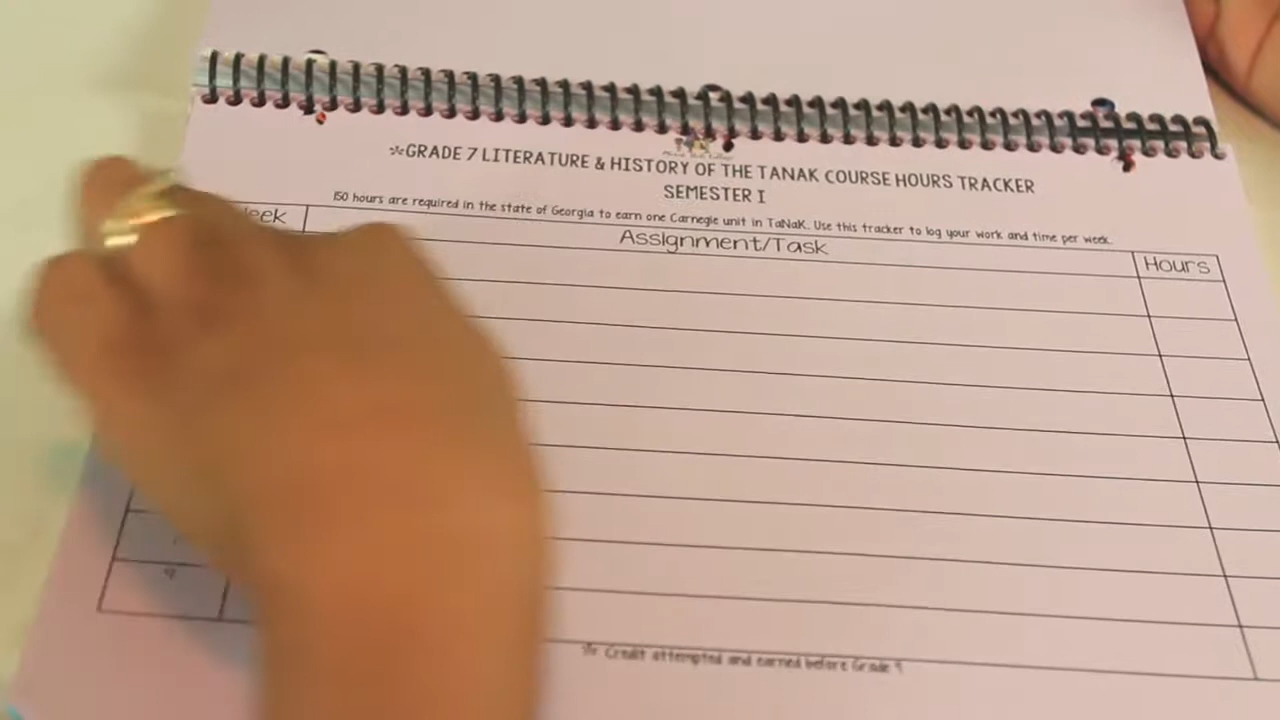 *GRADE 7 LITERATURE & HISTORY OF THE TANAK COURSE HOURS TRACKER
SEMESTER I
150 hours are required in the state of Georgia to earn one Carnegie unit in TaNaK. Use this tracker to log your work and time per week.
Assignment/Task
Hours
9
* Credit attempted and earned before Grade 9